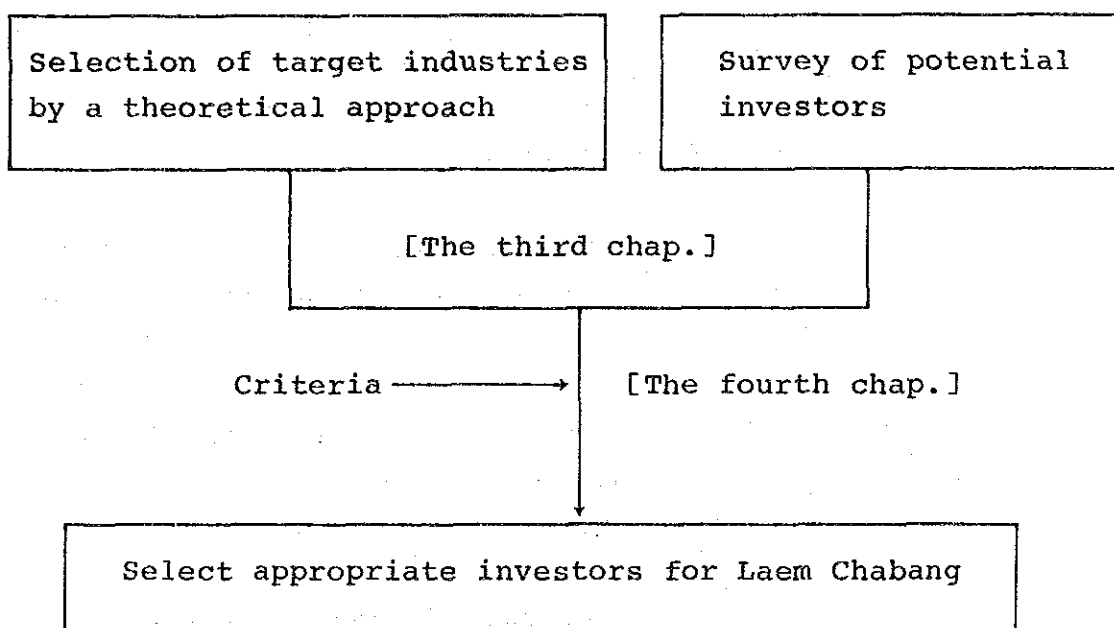 Selection of target industries
by a theoretical approach
Survey of potential
investors
[The third chap.]
Criteria
[The fourth chap.]
Select appropriate investors for Laem Chabang